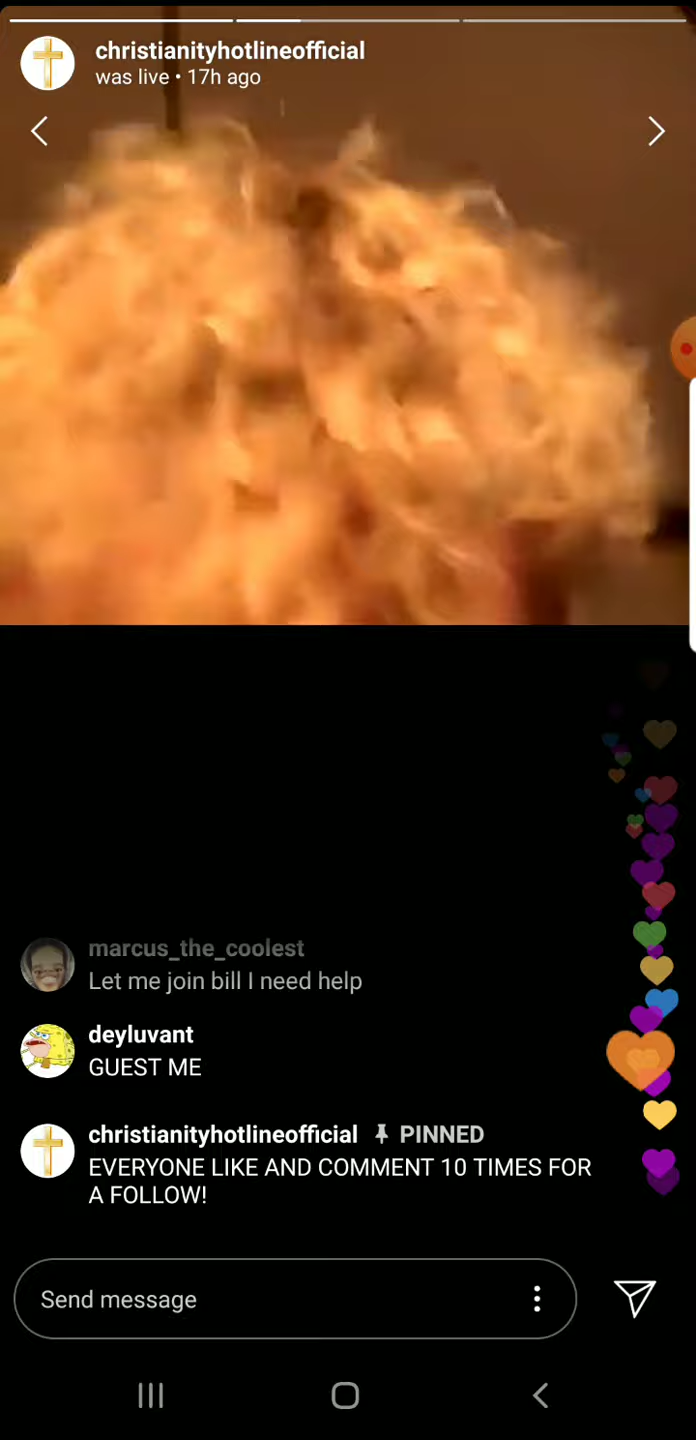 christianityhotlineofficial
was live • 17h ago
marcus_the_coolest
Let me join bill I need help
deyluvant
GUEST ME
christianityhotlineofficial PINNED
EVERYONE LIKE AND COMMENT 10 TIMES FOR
A FOLLOW!
Send message